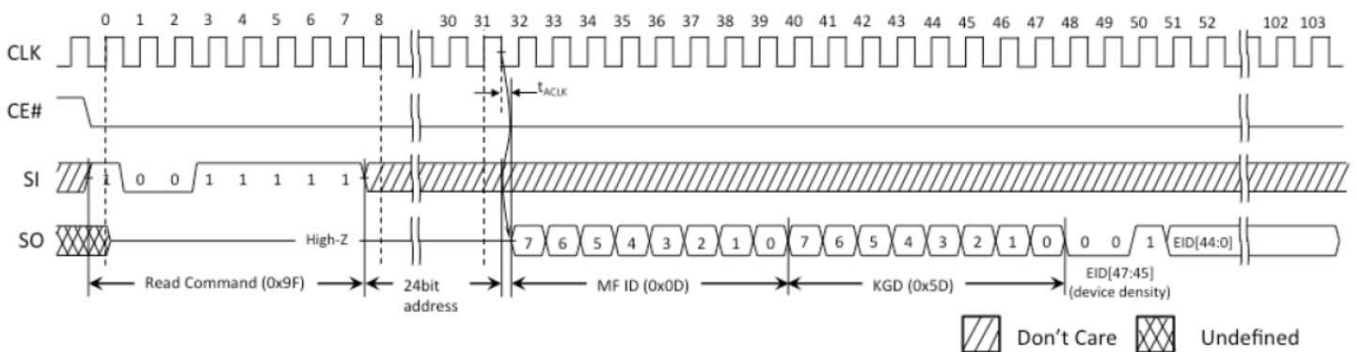 0 1 2 3 4 5 6 7 8 30 31 32 33 34 35 36 37 38 39 40 41 42 43 44 45 46 47 48 49 50 51 52 102 103
CLK
tACLK
CE#
SI 1 0 0 1 1 1 1 1
SO High-Z 7 6 5 4 3 2 1 0 7 6 5 4 3 2 1 0 0 0 1 EID[44:0]
Read Command (0x9F) 24bit address MF ID (0x0D) KGD (0x5D) EID[47:45] (device density)
Don't Care Undefined